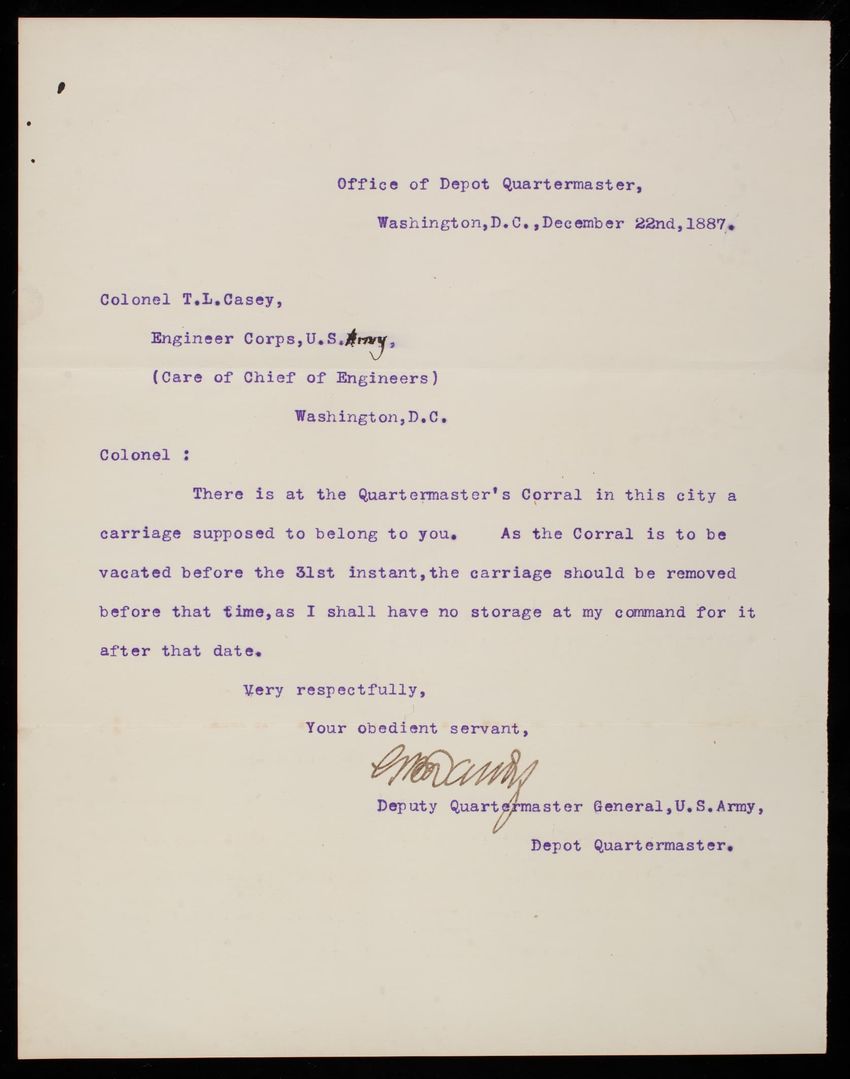 Office of Depot Quartermaster,
Washington,D.C.,December 22nd,1887.
Colonel T.L.Casey,
Engineer Corps,U.S.Army,
(Care of Chief of Engineers)
Washington,D.C.
Colonel :
There is at the Quartermaster's Corral in this city a
carriage supposed to belong to you. As the Corral is to be
vacated before the 31st instant,the carriage should be removed
before that time,as I shall have no storage at my command for it
after that date.
Very respectfully,
Your obedient servant,
Deputy Quartermaster General,U.S.Army,
Depot Quartermaster.